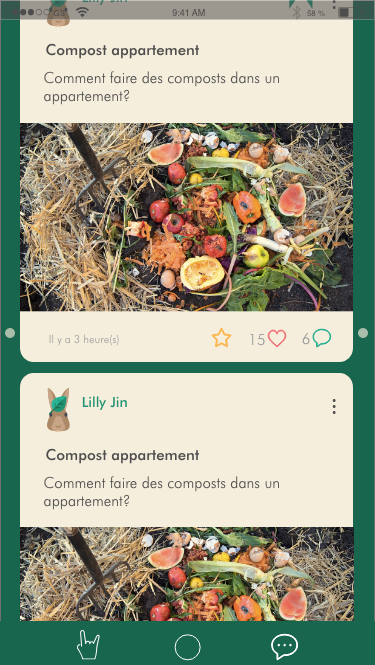 Lilly Jin
9:41 AM
58 %
Compost appartement
Comment faire des composts dans un
appartement?
Il y a 3 heure(s)
15
6
Lilly Jin
Compost appartement
Comment faire des composts dans un
appartement?